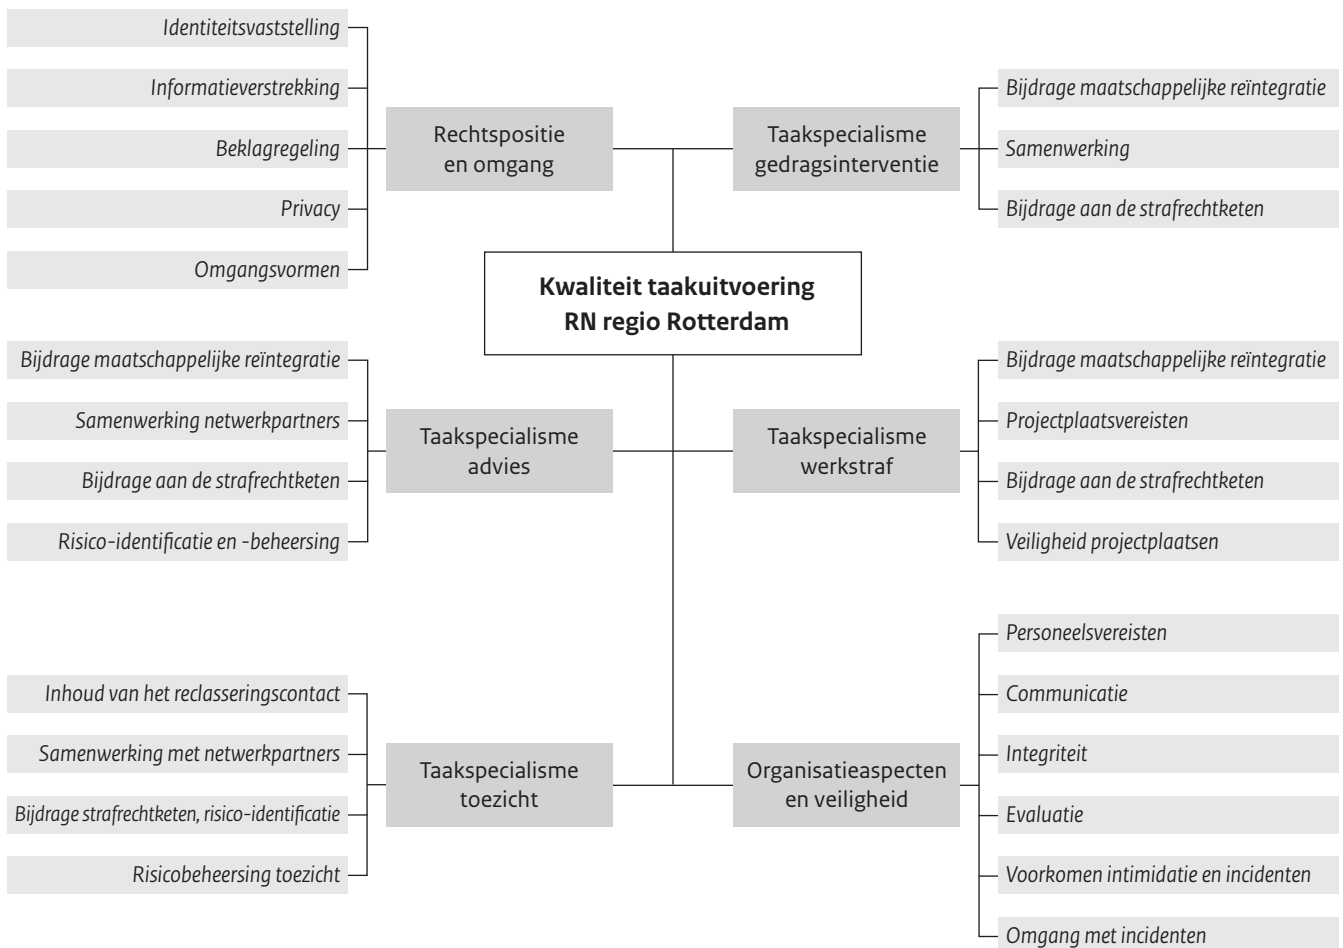 Identiteitsvaststelling
Informatieverstrekking
Beklagregeling
Privacy
Omgangsvormen
Rechtspositie
en omgang
Taakspecialisme
gedragsinterventie
Bijdrage maatschappelijke reïntegratie
Samenwerking
Bijdrage aan de strafrechtketen
Kwaliteit taakuitvoering
RN regio Rotterdam
Bijdrage maatschappelijke reïntegratie
Samenwerking netwerkpartners
Bijdrage aan de strafrechtketen
Risico-identificatie en -beheersing
Taakspecialisme
advies
Taakspecialisme
werkstraf
Bijdrage maatschappelijke reïntegratie
Projectplaatsvereisten
Bijdrage aan de strafrechtketen
Veiligheid projectplaatsen
Inhoud van het reclasseringscontact
Samenwerking met netwerkpartners
Bijdrage strafrechtketen, risico-identificatie
Risicobeheersing toezicht
Taakspecialisme
toezicht
Organisatieaspecten
en veiligheid
Personeelsvereisten
Communicatie
Integriteit
Evaluatie
Voorkomen intimidatie en incidenten
Omgang met incidenten